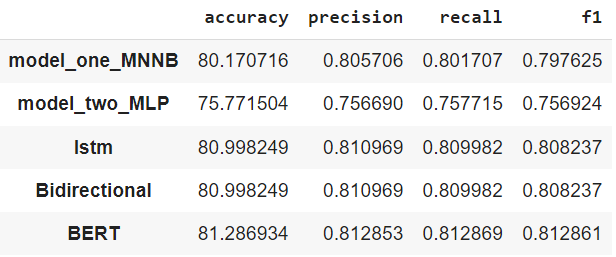 accuracy precision recall f1
model_one_MNNB 80.170716 0.805706 0.801707 0.797625
model_two_MLP 75.771504 0.756690 0.757715 0.756924
lstm 80.998249 0.810969 0.809982 0.808237
Bidirectional 80.998249 0.810969 0.809982 0.808237
BERT 81.286934 0.812853 0.812869 0.812861